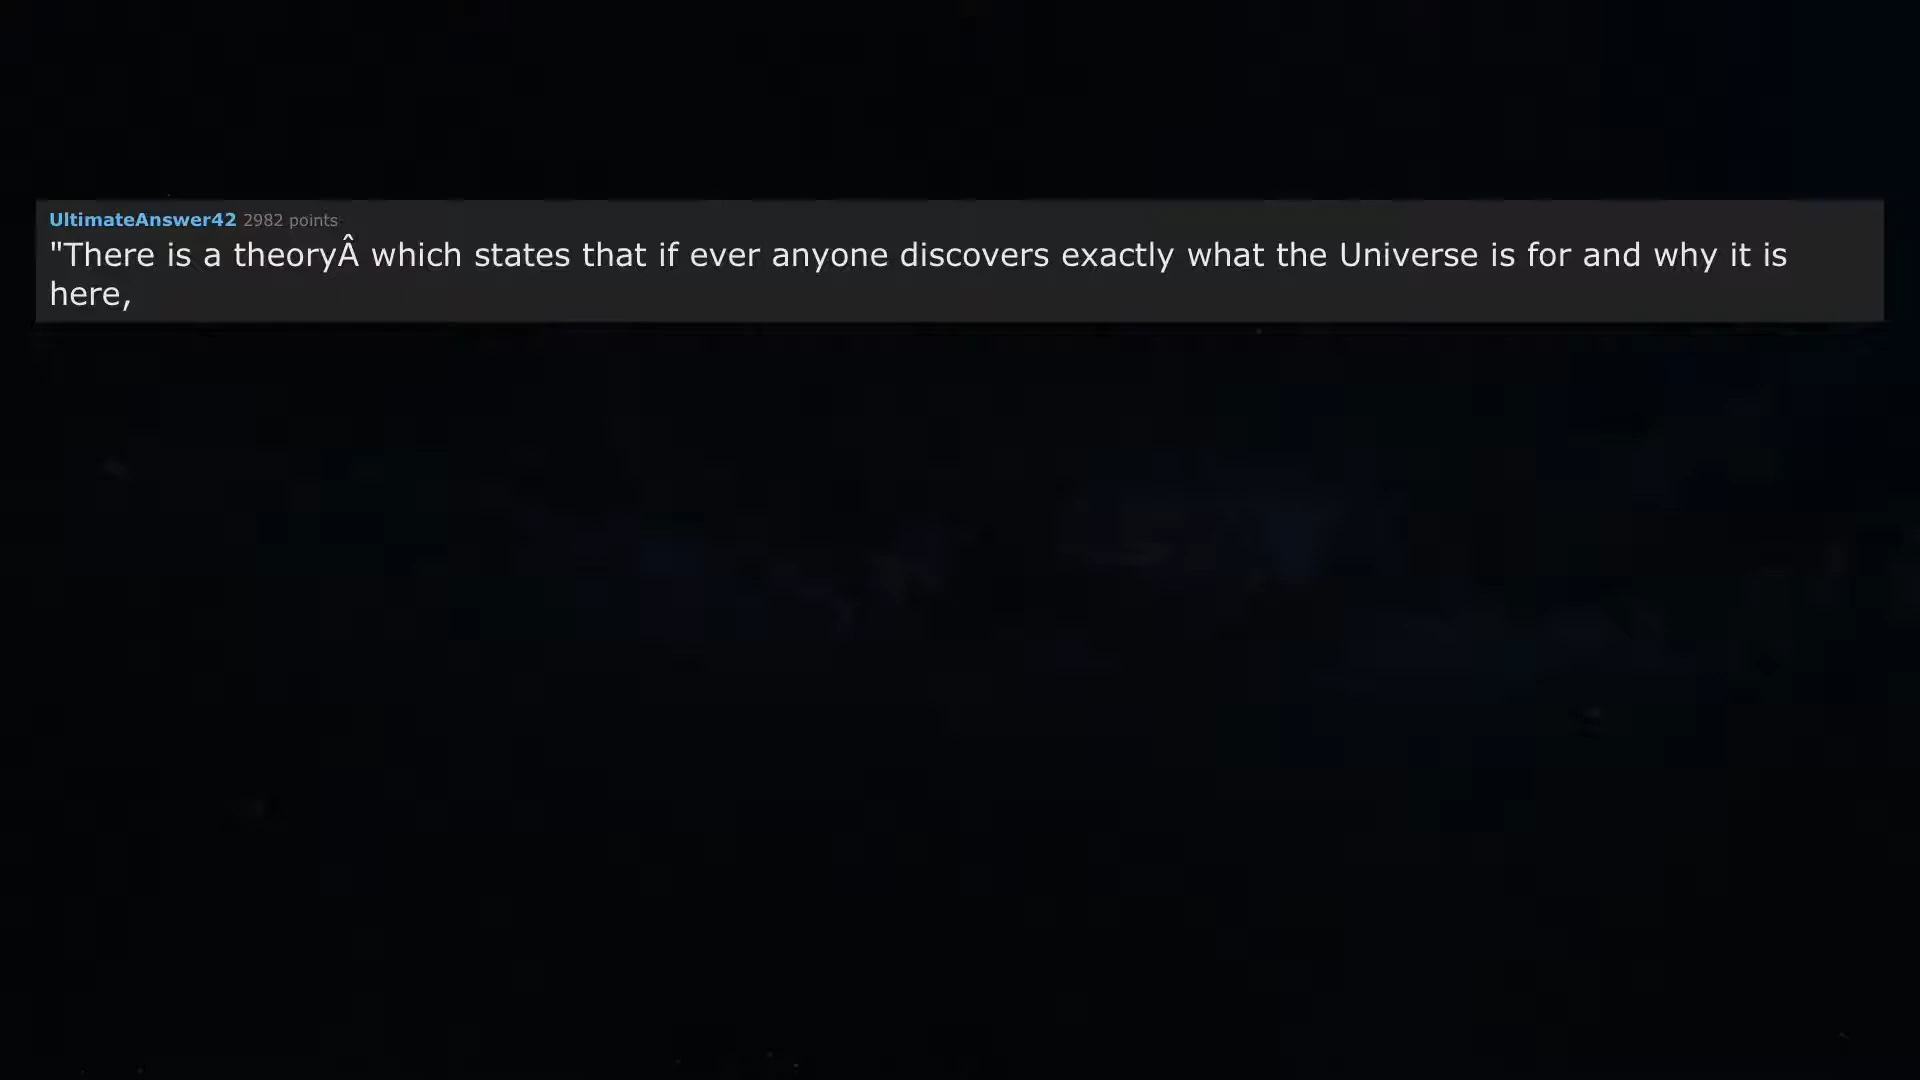 UltimateAnswer42 2982 points
"There is a theoryÂ which states that if ever anyone discovers exactly what the Universe is for and why it is
here,